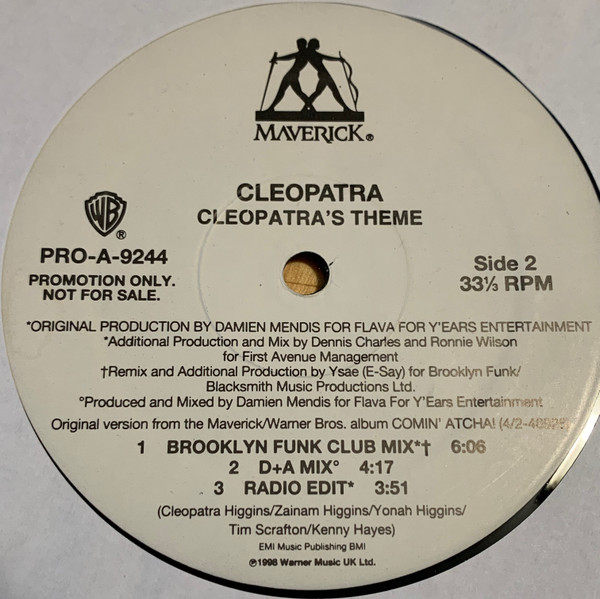 MAVERICK®
CLEOPATRA
CLEOPATRA'S THEME
WB®
PRO-A-9244
PROMOTION ONLY.
NOT FOR SALE.
Side 2
33⅓ RPM
*ORIGINAL PRODUCTION BY DAMIEN MENDIS FOR FLAVA FOR Y'EARS ENTERTAINMENT
*Additional Production and Mix by Dennis Charles and Ronnie Wilson
for First Avenue Management
†Remix and Additional Production by Ysae (E-Say) for Brooklyn Funk/
Blacksmith Music Productions Ltd.
°Produced and Mixed by Damien Mendis for Flava For Y'Ears Entertainment
Original version from the Maverick/Warner Bros. album COMIN' ATCHA!
1 BROOKLYN FUNK CLUB MIX*† 6:06
2 D+A MIX° 4:17
3 RADIO EDIT* 3:51
(Cleopatra Higgins/Zainam Higgins/Yonah Higgins/
Tim Scrafton/Kenny Hayes)
EMI Music Publishing BMI
℗1998 Warner Music UK Ltd.